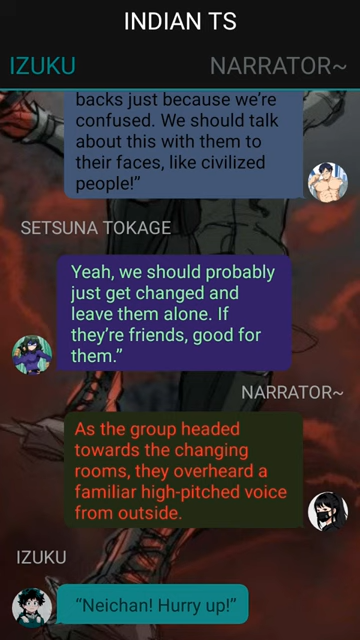 INDIAN TS
IZUKU NARRATOR~
backs just because we're
confused. We should talk
about this with them to
their faces, like civilized
people!”
SETSUNA TOKAGE
Yeah, we should probably
just get changed and
leave them alone. If
they're friends, good for
them.”
NARRATOR~
As the group headed
towards the changing
rooms, they overheard a
familiar high-pitched voice
from outside.
IZUKU
“Neichan! Hurry up!”